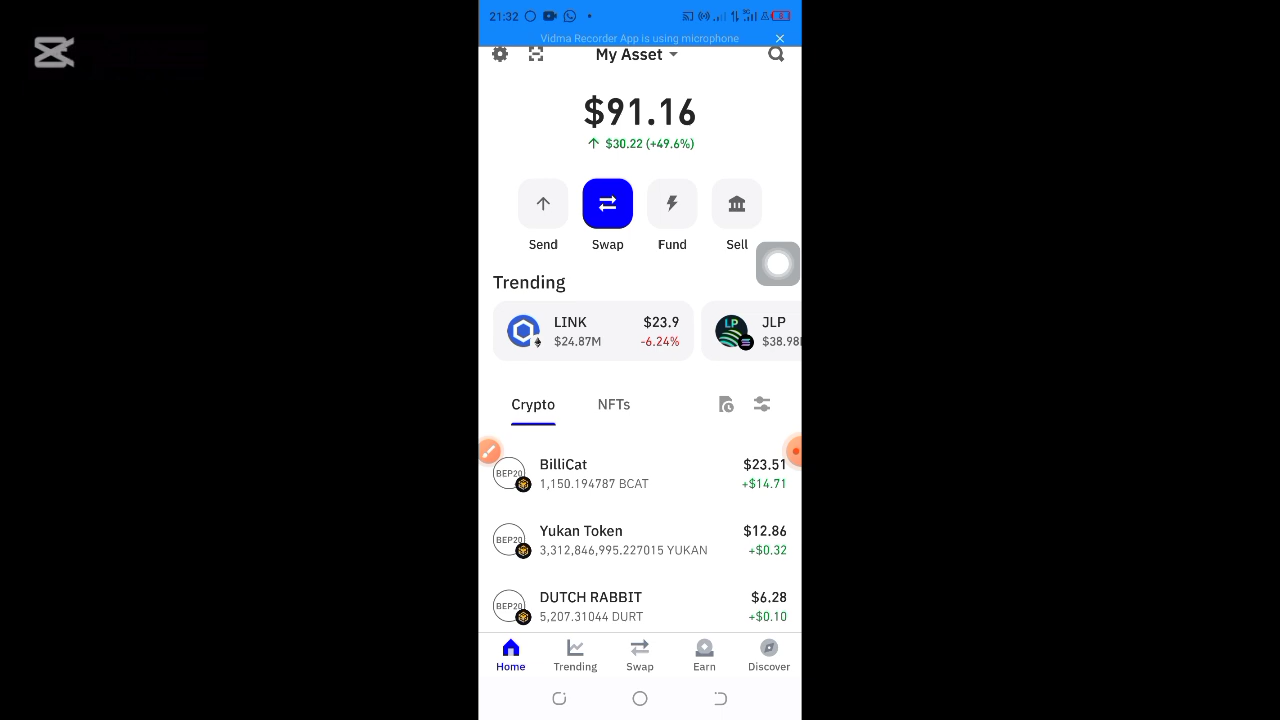 21:32
Vidma Recorder App is using microphone
My Asset
$91.16
$30.22 (+49.6%)
Send Swap Fund Sell
Trending
LINK $23.9
$24.87M -6.24%
LP JLP
$38.98
Crypto NFTs
BilliCat $23.51
BEP20 1,150.194787 BCAT +$14.71
Yukan Token $12.86
BEP20 3,312,846,995.227015 YUKAN +$0.32
DUTCH RABBIT $6.28
BEP20 5,207.31044 DURT +$0.10
Home Trending Swap Earn Discover